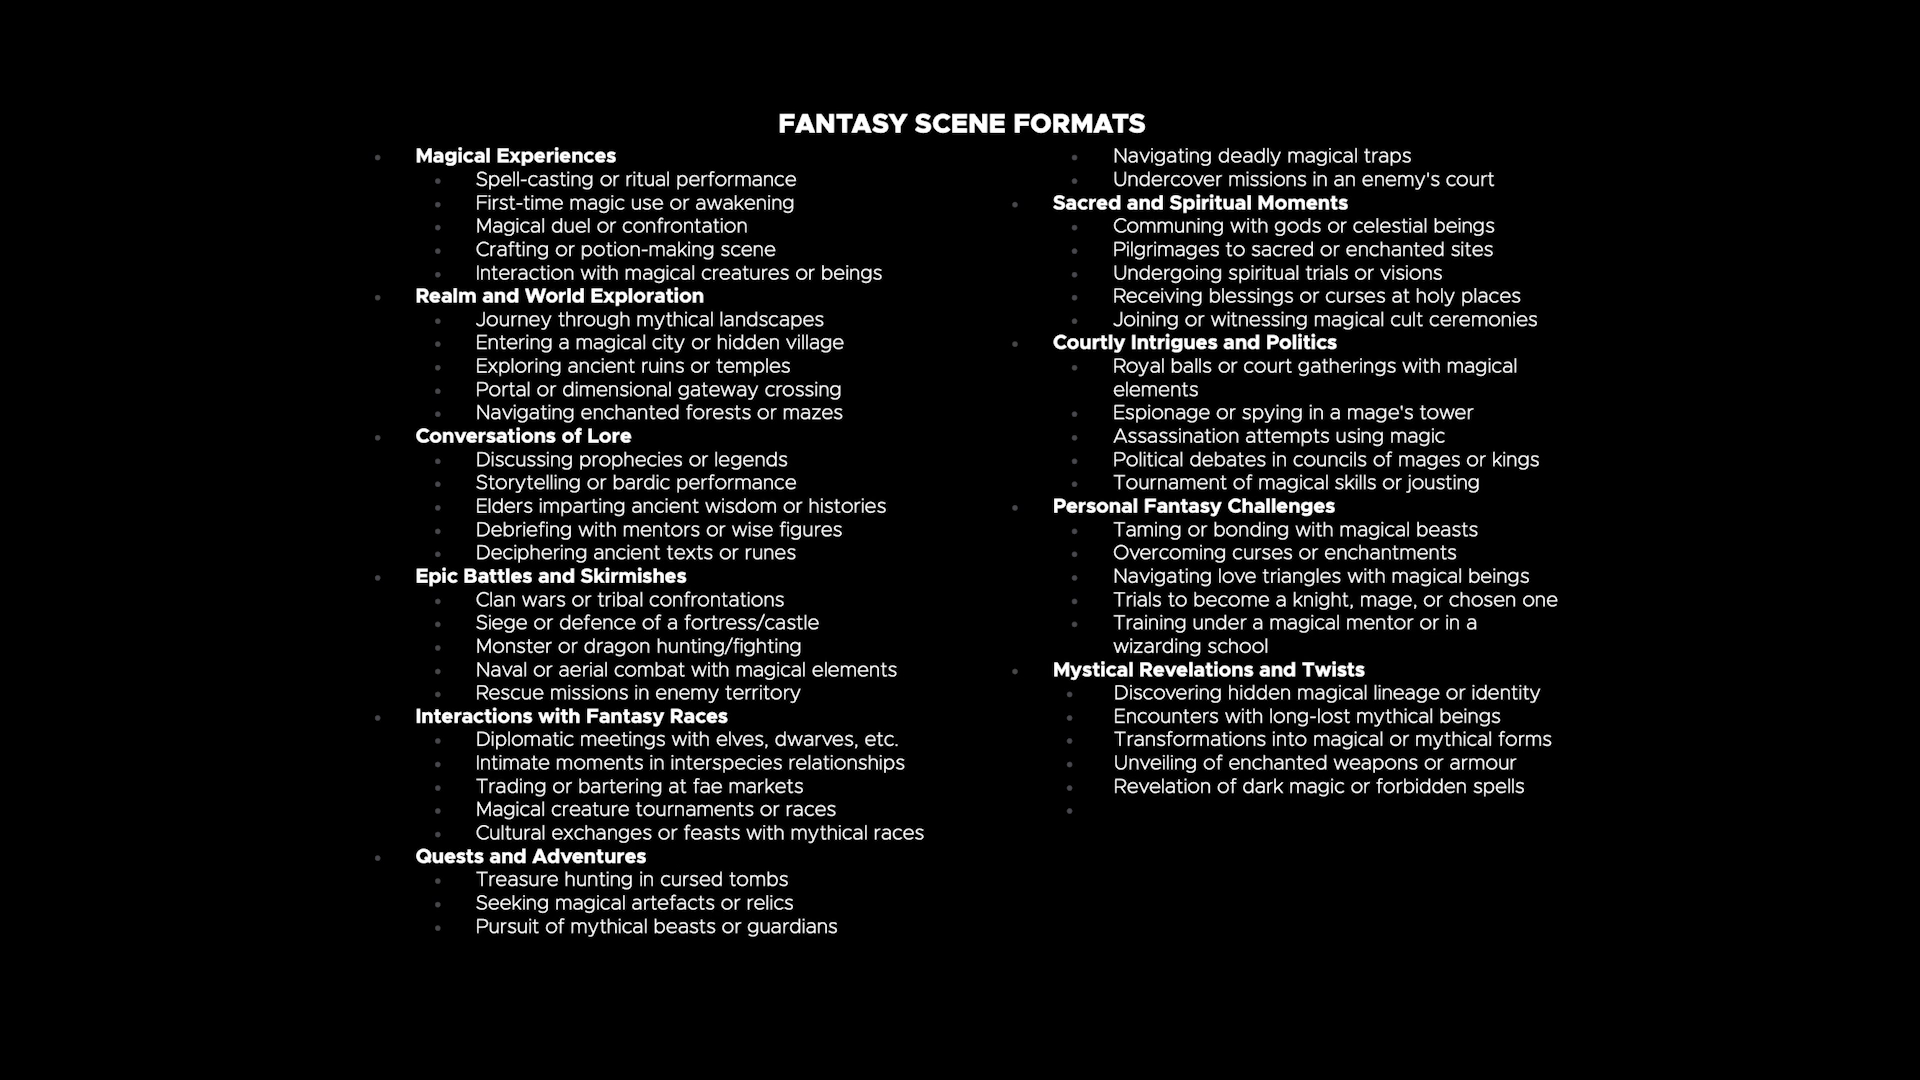 FANTASY SCENE FORMATS
Magical Experiences
Spell-casting or ritual performance
First-time magic use or awakening
Magical duel or confrontation
Crafting or potion-making scene
Interaction with magical creatures or beings
Realm and World Exploration
Journey through mythical landscapes
Entering a magical city or hidden village
Exploring ancient ruins or temples
Portal or dimensional gateway crossing
Navigating enchanted forests or mazes
Conversations of Lore
Discussing prophecies or legends
Storytelling or bardic performance
Elders imparting ancient wisdom or histories
Debriefing with mentors or wise figures
Deciphering ancient texts or runes
Epic Battles and Skirmishes
Clan wars or tribal confrontations
Siege or defence of a fortress/castle
Monster or dragon hunting/fighting
Naval or aerial combat with magical elements
Rescue missions in enemy territory
Interactions with Fantasy Races
Diplomatic meetings with elves, dwarves, etc.
Intimate moments in interspecies relationships
Trading or bartering at fae markets
Magical creature tournaments or races
Cultural exchanges or feasts with mythical races
Quests and Adventures
Treasure hunting in cursed tombs
Seeking magical artefacts or relics
Pursuit of mythical beasts or guardians
Navigating deadly magical traps
Undercover missions in an enemy's court
Sacred and Spiritual Moments
Communing with gods or celestial beings
Pilgrimages to sacred or enchanted sites
Undergoing spiritual trials or visions
Receiving blessings or curses at holy places
Joining or witnessing magical cult ceremonies
Courtly Intrigues and Politics
Royal balls or court gatherings with magical
elements
Espionage or spying in a mage's tower
Assassination attempts using magic
Political debates in councils of mages or kings
Tournament of magical skills or jousting
Personal Fantasy Challenges
Taming or bonding with magical beasts
Overcoming curses or enchantments
Navigating love triangles with magical beings
Trials to become a knight, mage, or chosen one
Training under a magical mentor or in a
wizarding school
Mystical Revelations and Twists
Discovering hidden magical lineage or identity
Encounters with long-lost mythical beings
Transformations into magical or mythical forms
Unveiling of enchanted weapons or armour
Revelation of dark magic or forbidden spells